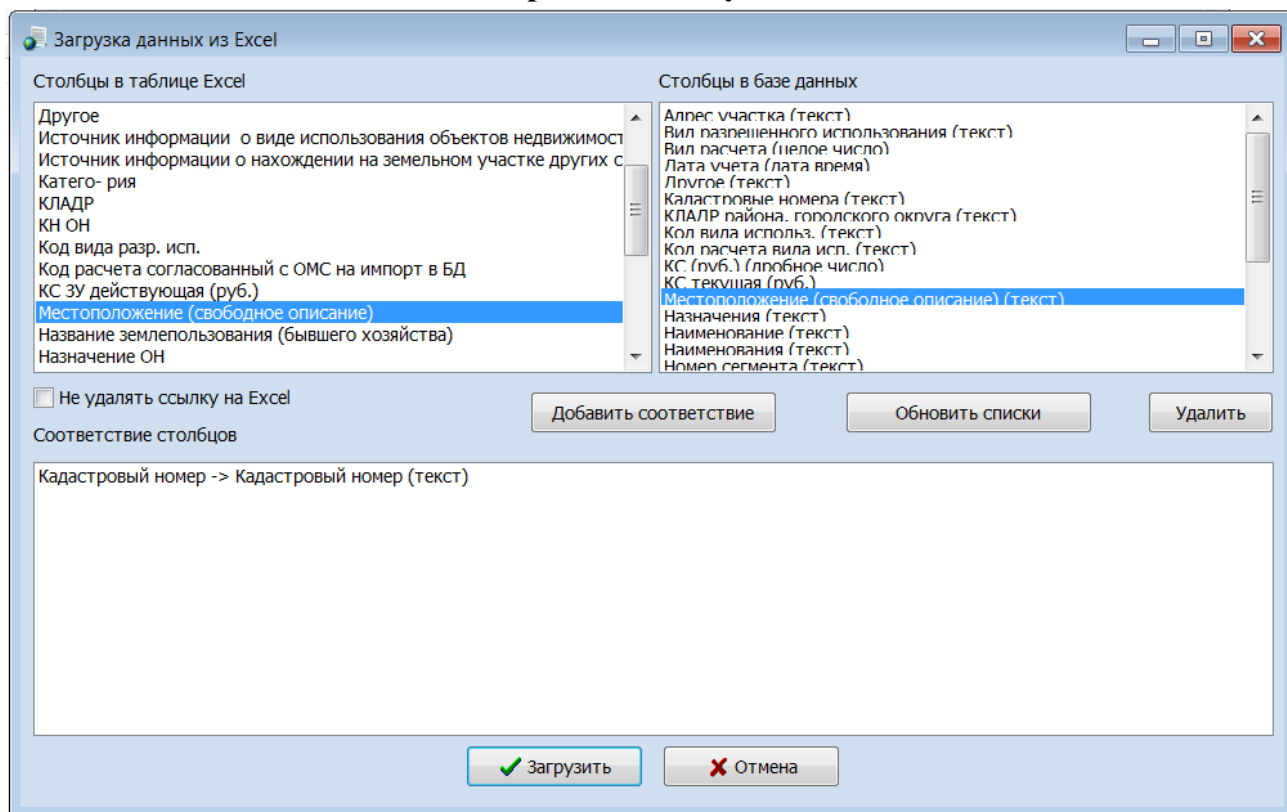 Загрузка данных из Excel
Столбцы в таблице Excel
Другое
Источник информации о виде использования объектов недвижимост
Источник информации о нахождении на земельном участке других с
Катего- рия
КЛАДР
КН ОН
Код вида разр. исп.
Код расчета согласованный с ОМС на импорт в БД
КС ЗУ действующая (руб.)
Местоположение (свободное описание)
Название землепользования (бывшего хозяйства)
Назначение ОН
Столбцы в базе данных
Адрес участка (текст)
Вид разрешенного использования (текст)
Вид расчета (целое число)
Дата учета (дата время)
Другое (текст)
Кадастровые номера (текст)
КЛАДР района, городского округа (текст)
Код вида использ. (текст)
Код расчета вида исп. (текст)
КС (руб.) (дробное число)
КС текущая (руб.)
Местоположение (свободное описание) (текст)
Назначения (текст)
Наименование (текст)
Наименования (текст)
Номер сегмента (текст)
Не удалять ссылку на Excel
Добавить соответствие
Обновить списки
Удалить
Соответствие столбцов
Кадастровый номер -> Кадастровый номер (текст)
Загрузить
Отмена